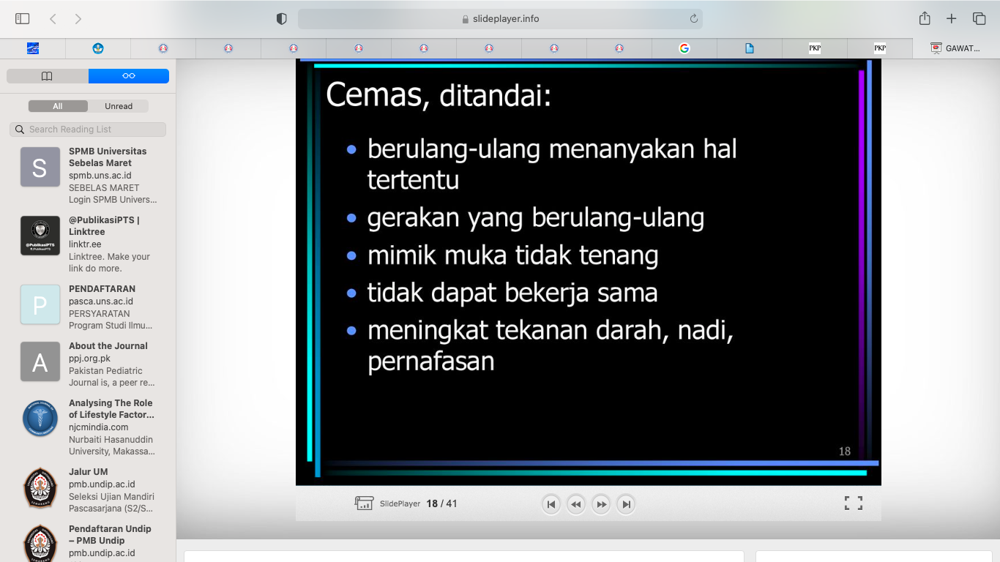 slideplayer.info
PKP
PKP
GAWAT...
All
Unread
Search Reading List
S
SPMB Universitas
Sebelas Maret
spmb.uns.ac.id
SEBELAS MARET
Login SPMB Univers...
@PublikasiPTS |
Linktree
linktr.ee
Linktree. Make your
link do more.
@PublikasiPTS
P
PENDAFTARAN
pasca.uns.ac.id
PERSYARATAN
Program Studi Ilmu...
A
About the Journal
ppj.org.pk
Pakistan Pediatric
Journal is, a peer re...
Analysing The Role
of Lifestyle Factor...
njcmindia.com
Nurbaiti Hasanuddin
University, Makassa...
Jalur UM
pmb.undip.ac.id
Seleksi Ujian Mandiri
Pascasarjana (S2/S...
Pendaftaran Undip
– PMB Undip
pmb.undip.ac.id
Cemas, ditandai:
• berulang-ulang menanyakan hal
tertentu
• gerakan yang berulang-ulang
• mimik muka tidak tenang
• tidak dapat bekerja sama
• meningkat tekanan darah, nadi,
pernafasan
18
SlidePlayer 18 / 41